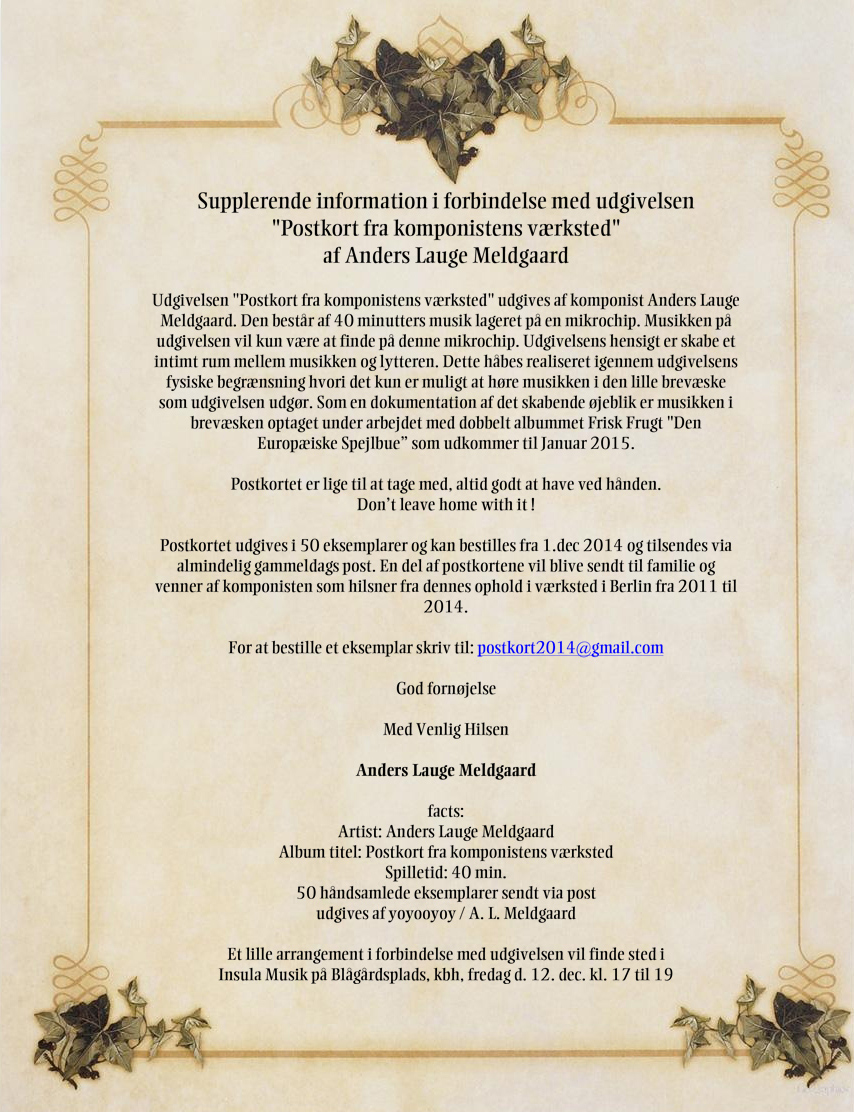 Supplerende information i forbindelse med udgivelsen
"Postkort fra komponistens værksted"
af Anders Lauge Meldgaard
Udgivelsen "Postkort fra komponistens værksted" udgives af komponist Anders Lauge
Meldgaard. Den består af 40 minutters musik lageret på en mikrochip. Musikken på
udgivelsen vil kun være at finde på denne mikrochip. Udgivelsens hensigt er skabe et
intimt rum mellem musikken og lytteren. Dette håbes realiseret igennem udgivelsens
fysiske begrænsning hvori det kun er muligt at høre musikken i den lille brevæske
som udgivelsen udgør. Som en dokumentation af det skabende øjeblik er musikken i
brevæsken optaget under arbejdet med dobbelt albummet Frisk Frugt "Den
Europæiske Spejlbue” som udkommer til Januar 2015.
Postkortet er lige til at tage med, altid godt at have ved hånden.
Don’t leave home with it !
Postkortet udgives i 50 eksemplarer og kan bestilles fra 1.dec 2014 og tilsendes via
almindelig gammeldags post. En del af postkortene vil blive sendt til familie og
venner af komponisten som hilsner fra dennes ophold i værksted i Berlin fra 2011 til
2014.
For at bestille et eksemplar skriv til: postkort2014@gmail.com
God fornøjelse
Med Venlig Hilsen
Anders Lauge Meldgaard
facts:
Artist: Anders Lauge Meldgaard
Album titel: Postkort fra komponistens værksted
Spilletid: 40 min.
50 håndsamlede eksemplarer sendt via post
udgives af yoyooyoy / A. L. Meldgaard
Et lille arrangement i forbindelse med udgivelsen vil finde sted i
Insula Musik på Blågårdsplads, kbh, fredag d. 12. dec. kl. 17 til 19